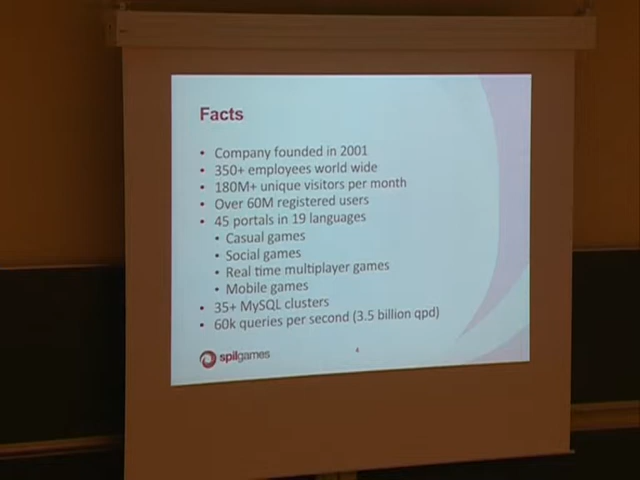 Facts
• Company founded in 2001
• 350+ employees world wide
• 180M+ unique visitors per month
• Over 60M registered users
• 45 portals in 19 languages
• Casual games
• Social games
• Real time multiplayer games
• Mobile games
• 35+ MySQL clusters
• 60k queries per second (3.5 billion qpd)
spilgames
4